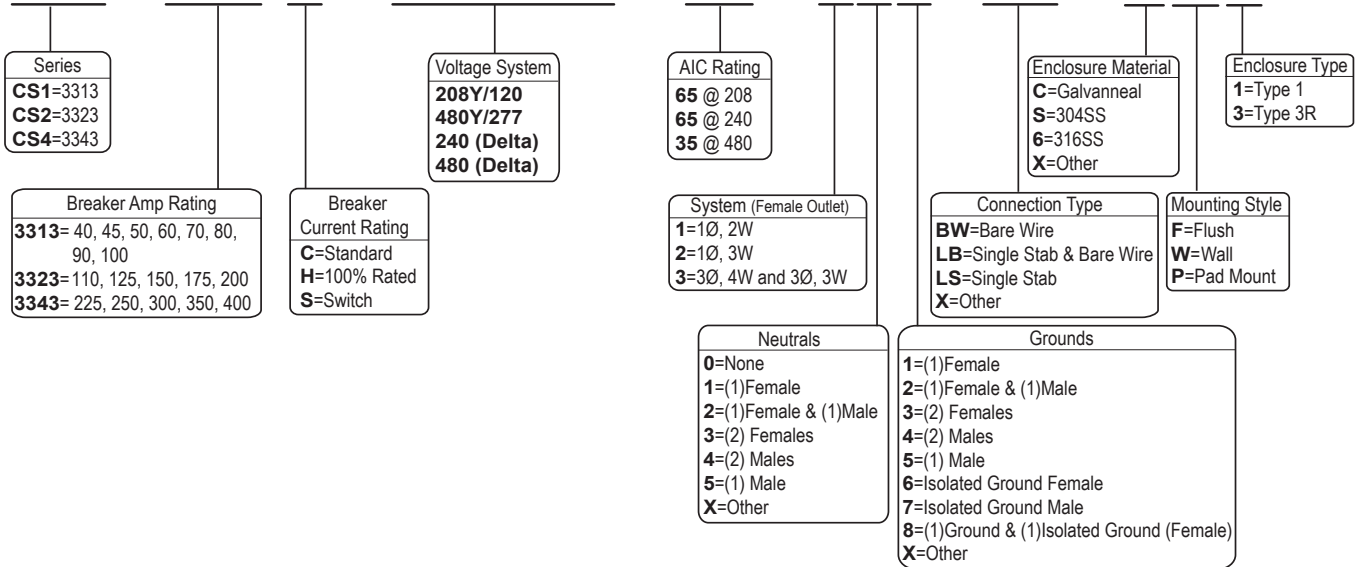 Series
CS1=3313
CS2=3323
CS4=3343
Voltage System
208Y/120
480Y/277
240 (Delta)
480 (Delta)
AIC Rating
65 @ 208
65 @ 240
35 @ 480
Enclosure Material
C=Galvanneal
S=304SS
6=316SS
X=Other
Enclosure Type
1=Type 1
3=Type 3R
Breaker Amp Rating
3313= 40, 45, 50, 60, 70, 80,
90, 100
3323=110, 125, 150, 175, 200
3343= 225, 250, 300, 350, 400
Breaker
Current Rating
C=Standard
H=100% Rated
S=Switch
System (Female Outlet)
1=1Ø, 2W
2=1Ø, 3W
3=3Ø, 4W and 3Ø, 3W
Connection Type
BW=Bare Wire
LB=Single Stab & Bare Wire
LS=Single Stab
X=Other
Mounting Style
F=Flush
W=Wall
P=Pad Mount
Neutrals
0=None
1=(1)Female
2=(1)Female & (1)Male
3=(2) Females
4=(2) Males
5=(1) Male
X=Other
Grounds
1=(1)Female
2=(1)Female & (1)Male
3=(2) Females
4=(2) Males
5=(1) Male
6=Isolated Ground Female
7=Isolated Ground Male
8=(1)Ground & (1)Isolated Ground (Female)
X=Other